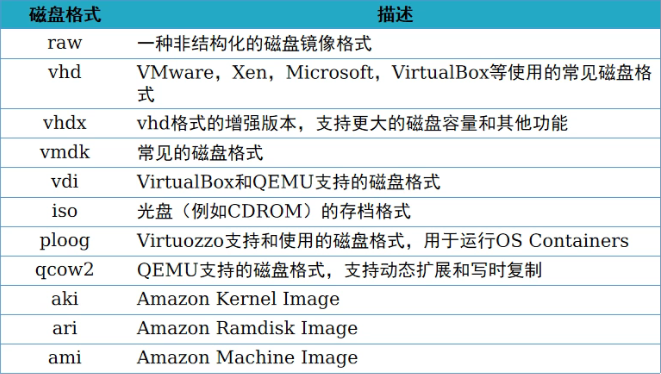 磁盘格式 描述
raw 一种非结构化的磁盘镜像格式
vhd VMware，Xen，Microsoft，VirtualBox等使用的常见磁盘格
式
vhdx vhd格式的增强版本，支持更大的磁盘容量和其他功能
vmdk 常见的磁盘格式
vdi VirtualBox和QEMU支持的磁盘格式
iso 光盘（例如CDROM）的存档格式
ploog Virtuozzo支持和使用的磁盘格式，用于运行OS Containers
qcow2 QEMU支持的磁盘格式，支持动态扩展和写时复制
aki Amazon Kernel Image
ari Amazon Ramdisk Image
ami Amazon Machine Image